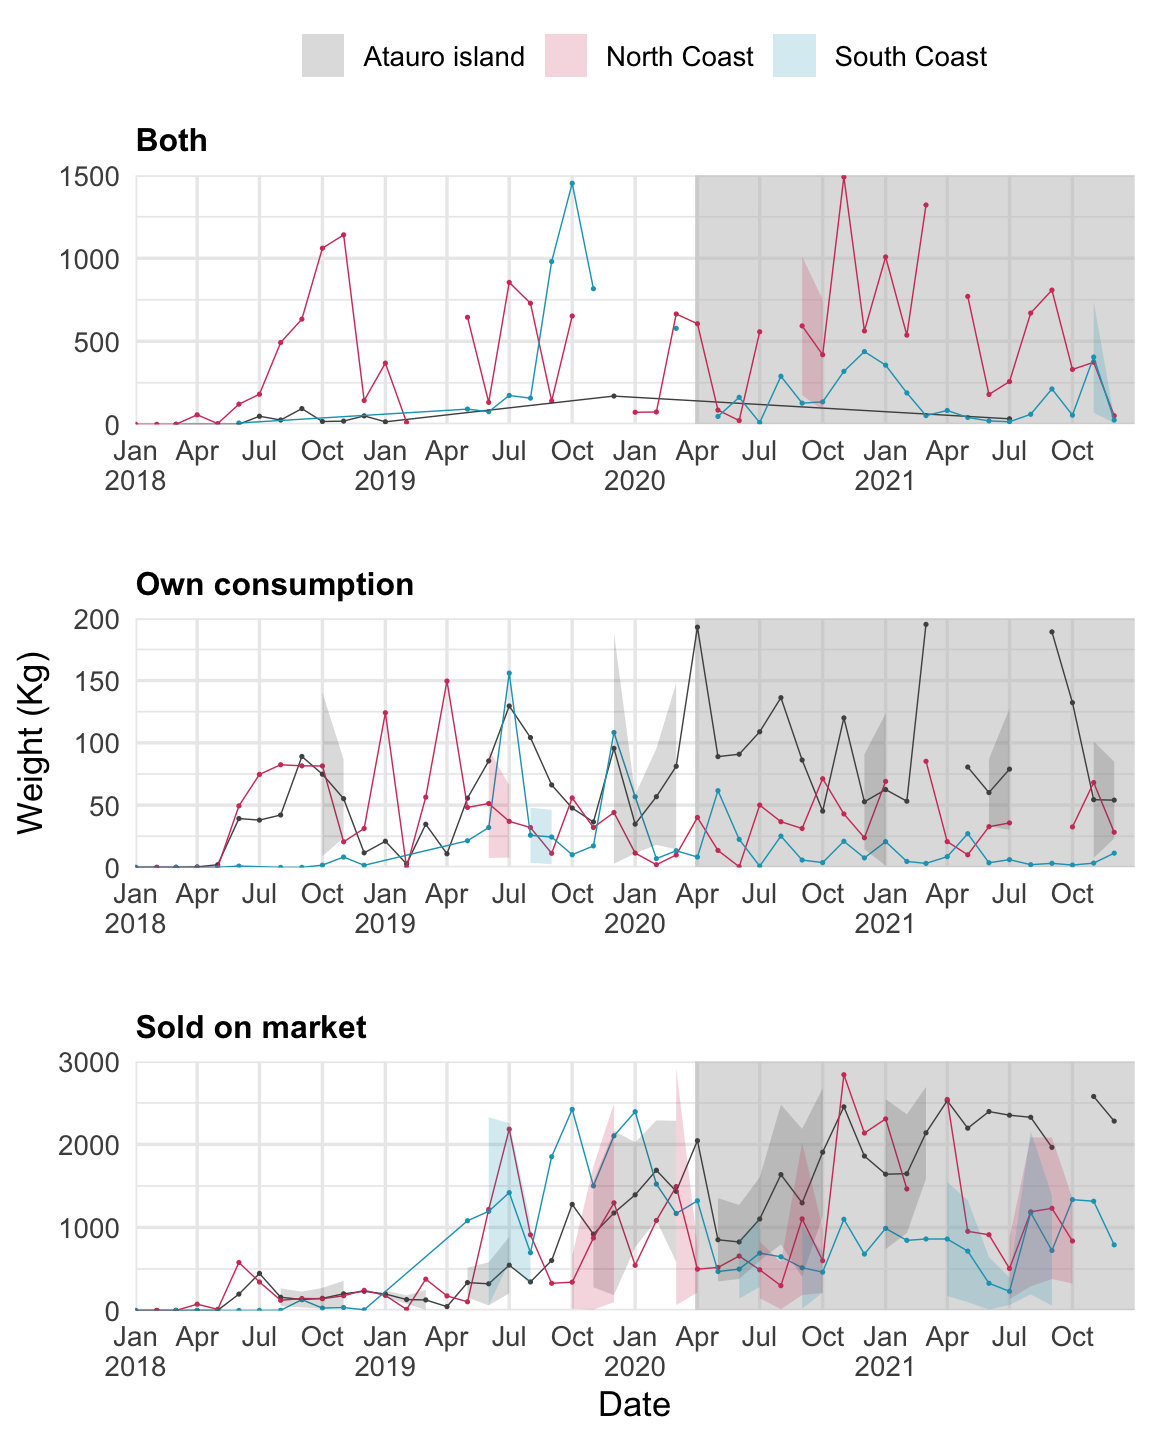 Atauro island North Coast South Coast
Both
1500
1000
500
0
Jan Apr Jul Oct Jan Apr Jul Oct Jan Apr Jul Oct Jan Apr Jul Oct
2018 2019 2020 2021
Own consumption
200
150
100
50
0
Jan Apr Jul Oct Jan Apr Jul Oct Jan Apr Jul Oct Jan Apr Jul Oct
2018 2019 2020 2021
Weight (Kg)
Sold on market
3000
2000
1000
0
Jan Apr Jul Oct Jan Apr Jul Oct Jan Apr Jul Oct Jan Apr Jul Oct
2018 2019 2020 2021
Date